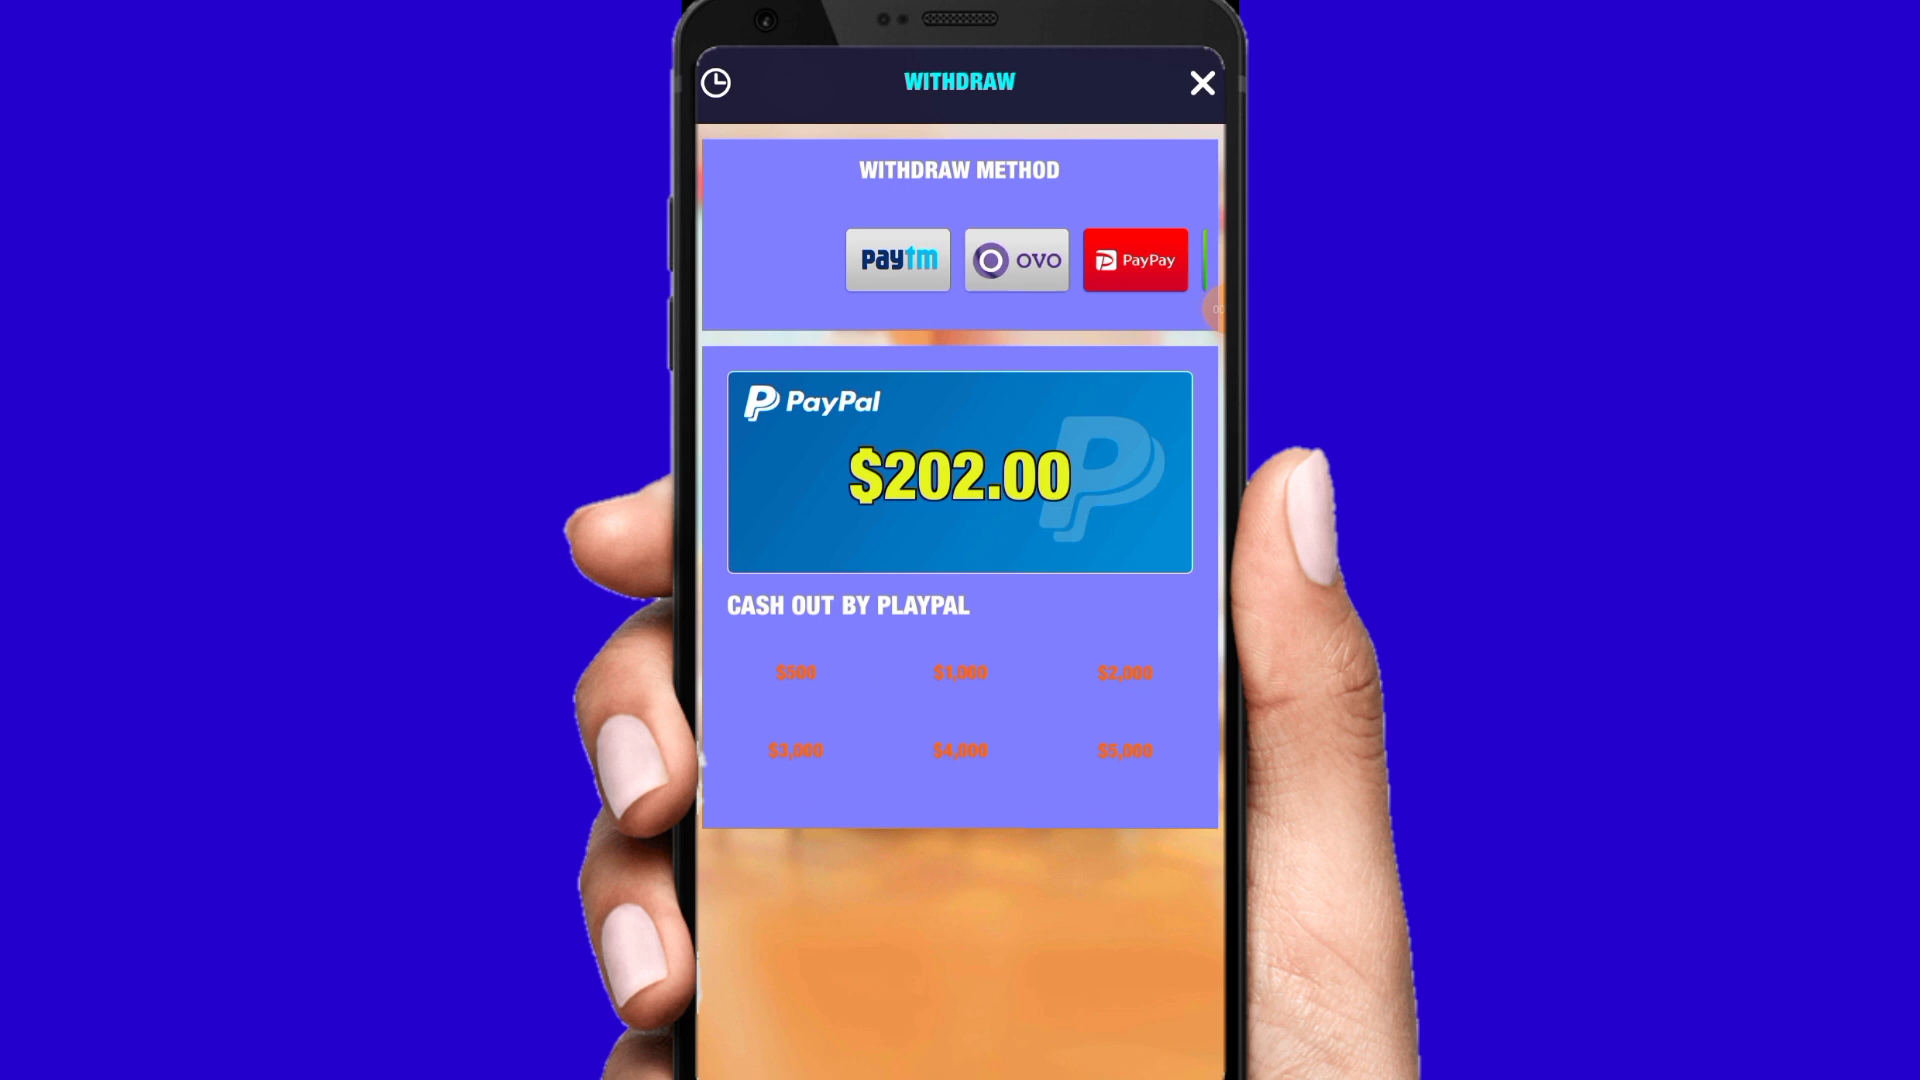 WITHDRAW
WITHDRAW METHOD
paytm
OVO
PayPay
PayPal
$202.00
CASH OUT BY PLAYPAL
$500 $1,000 $2,000
$3,000 $4,000 $5,000